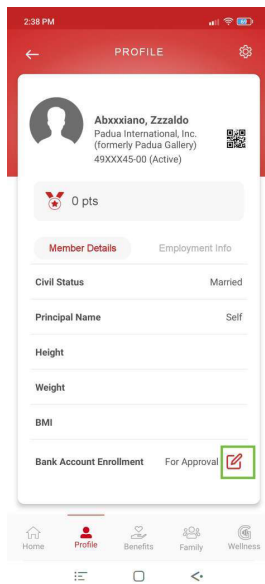 2:38 PM 69
PROFILE
Abxxxiano, Zzzaldo
Padua International, Inc.
(formerly Padua Gallery)
49XXX45-00 (Active)
0 pts
Member Details Employment Info
Civil Status Married
Principal Name Self
Height
Weight
BMI
Bank Account Enrollment For Approval
Home Profile Benefits Family Wellness